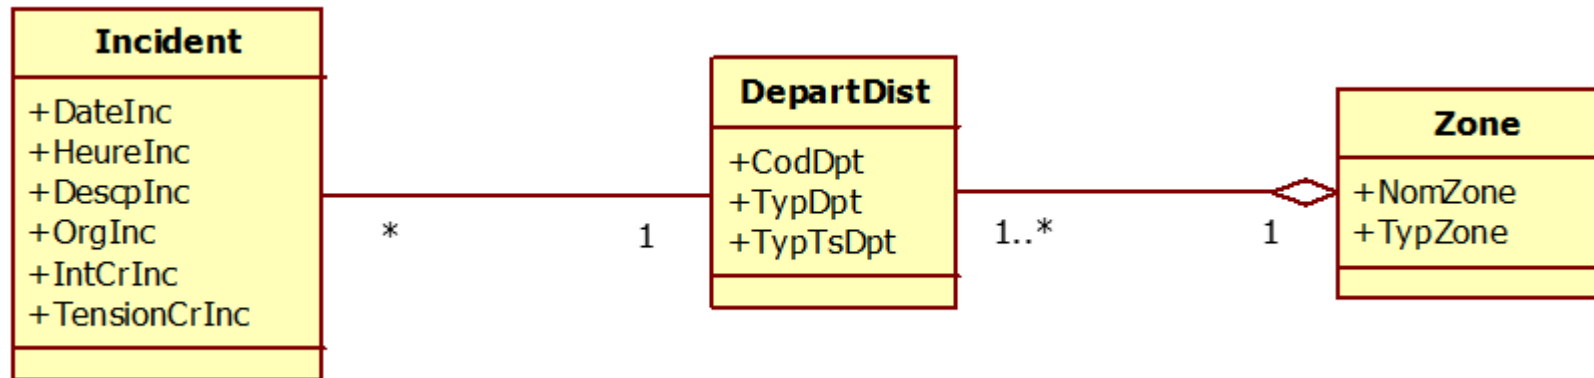 Incident
+DateInc
+HeureInc
+DescpInc
+OrgInc
+IntCrInc
+TensionCrInc
*
1
DepartDist
+CodDpt
+TypDpt
+TypTsDpt
1..*
1
Zone
+NomZone
+TypZone